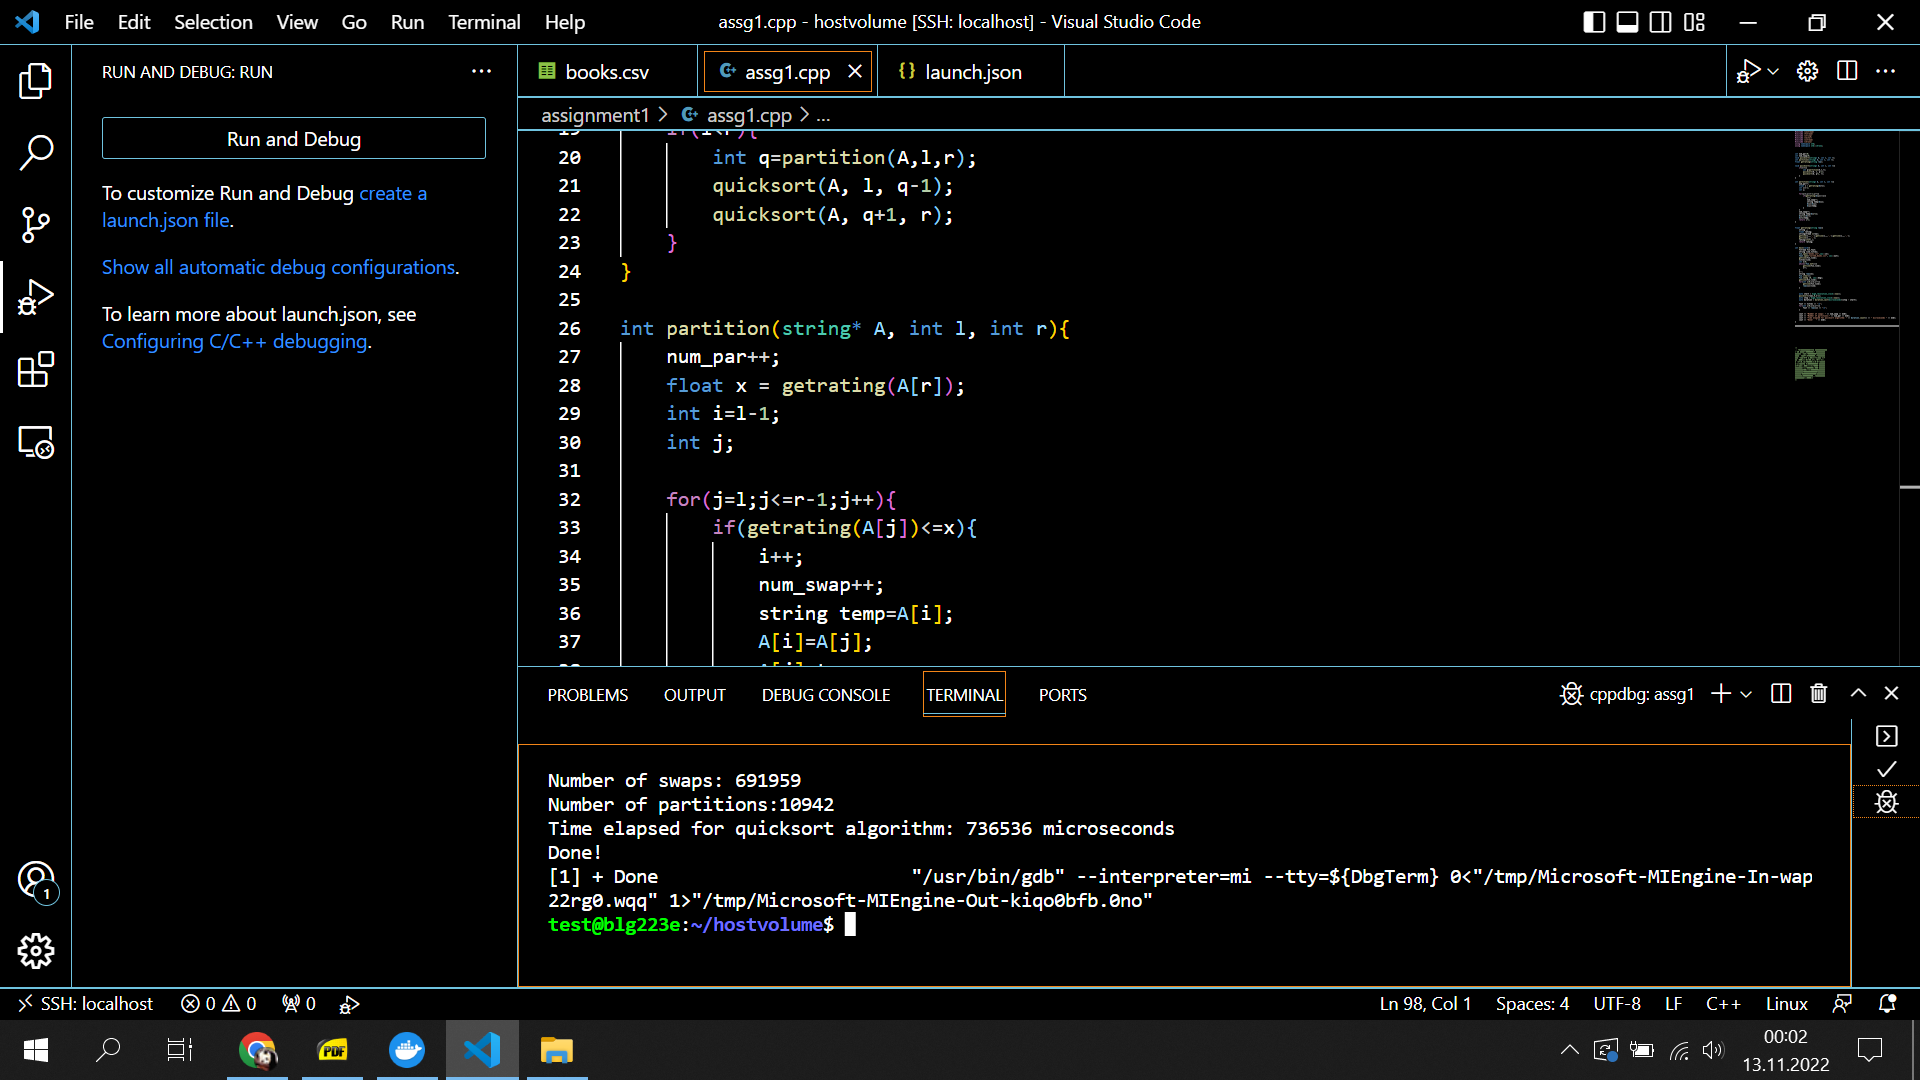 File Edit Selection View Go Run Terminal Help
assg1.cpp - hostvolume [SSH: localhost] - Visual Studio Code
RUN AND DEBUG: RUN
Run and Debug
To customize Run and Debug create a
launch.json file.
Show all automatic debug configurations.
To learn more about launch.json, see
Configuring C/C++ debugging.
books.csv
assg1.cpp
launch.json
assignment1 > assg1.cpp > ...
19 if(l<r){
20 int q=partition(A,l,r);
21 quicksort(A, l, q-1);
22 quicksort(A, q+1, r);
23 }
24 }
25
26 int partition(string* A, int l, int r){
27 num_par++;
28 float x = getrating(A[r]);
29 int i=l-1;
30 int j;
31
32 for(j=l;j<=r-1;j++){
33 if(getrating(A[j])<=x){
34 i++;
35 num_swap++;
36 string temp=A[i];
37 A[i]=A[j];
PROBLEMS OUTPUT DEBUG CONSOLE TERMINAL PORTS
cppdbg: assg1
Number of swaps: 691959
Number of partitions:10942
Time elapsed for quicksort algorithm: 736536 microseconds
Done!
[1] + Done "/usr/bin/gdb" --interpreter=mi --tty=${DbgTerm} 0<"/tmp/Microsoft-MIEngine-In-wap
22rg0.wqq" 1>"/tmp/Microsoft-MIEngine-Out-kiqo0bfb.0no"
test@blg223e:~/hostvolume$
1
SSH: localhost 0 0 0
Ln 98, Col 1 Spaces: 4 UTF-8 LF C++ Linux
PDF
00:02
13.11.2022